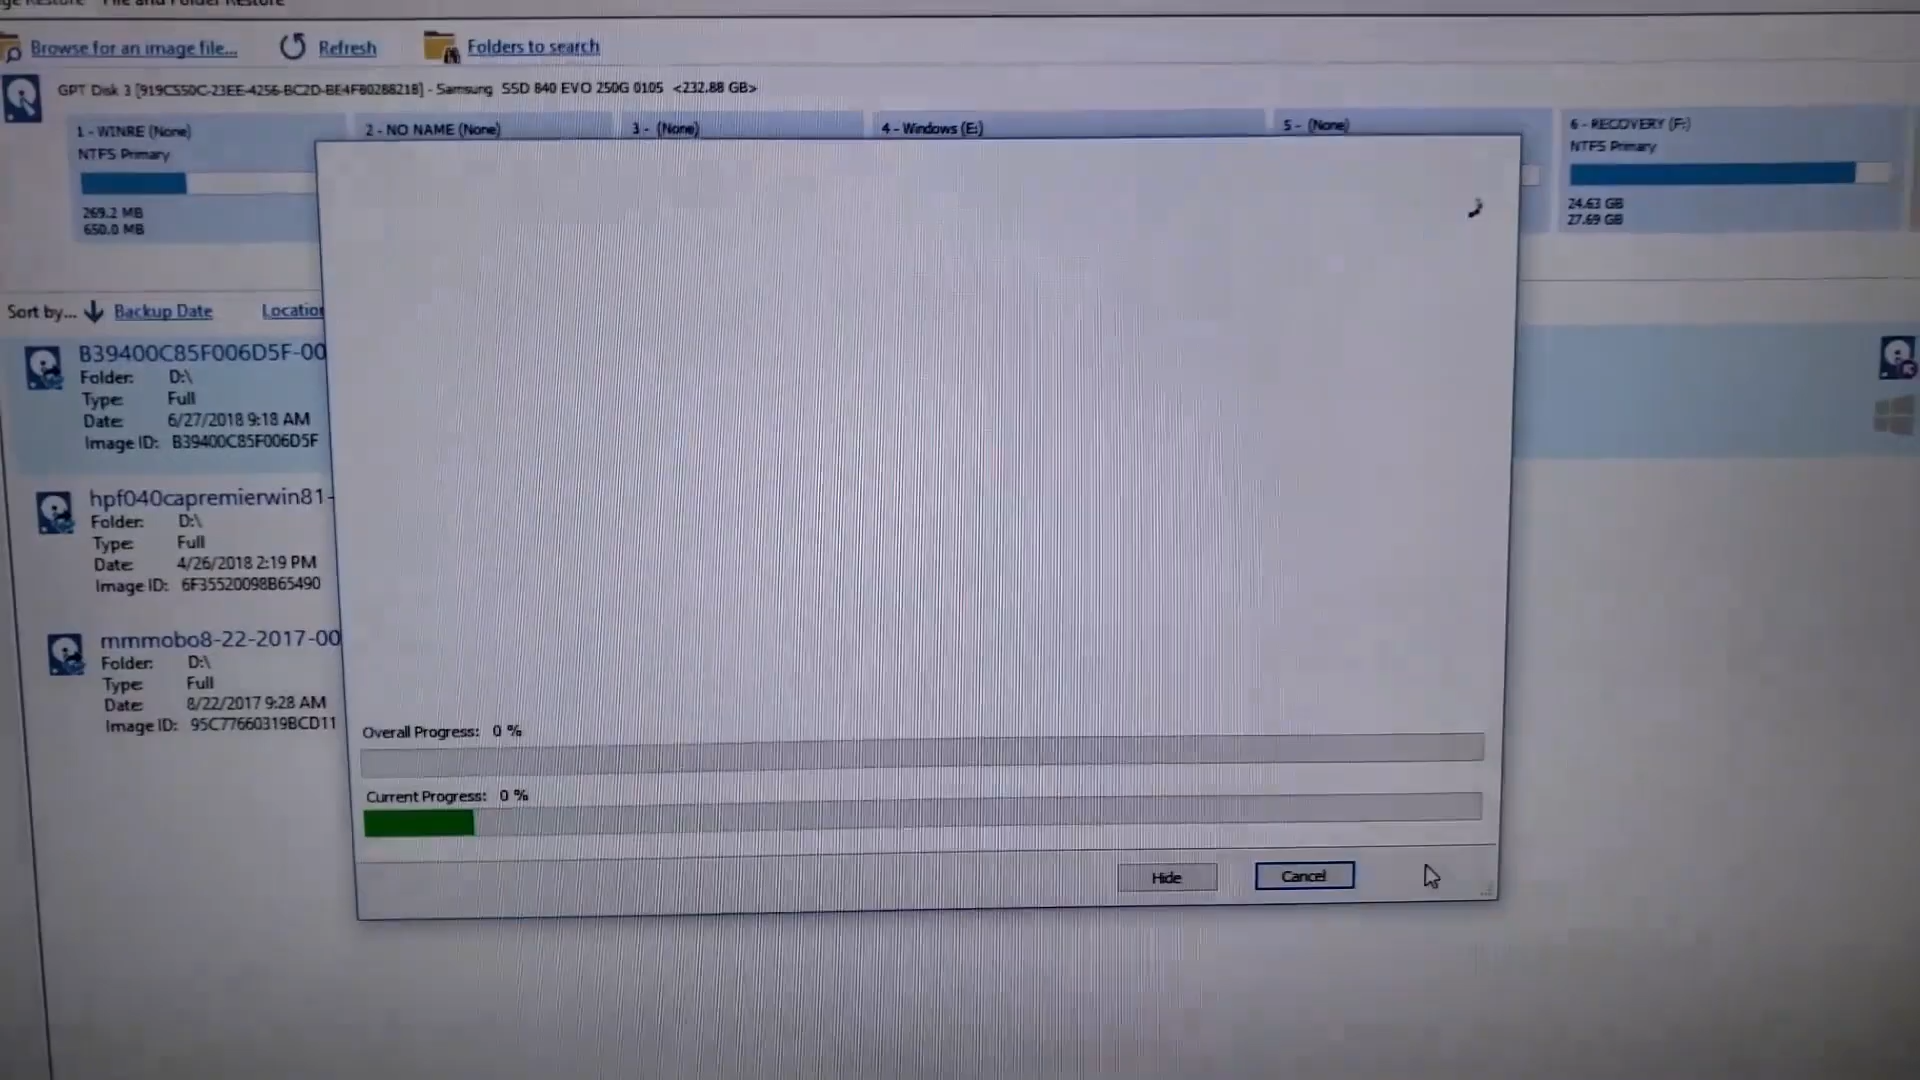 File and Folder Restore
Browse for an image file...
Refresh
Folders to search
GPT Disk 3 [919C550C-23EE-4256-BC2D-BE4FB028821B] - Samsung SSD 840 EVO 250G 0105 <232.88 GB>
1 - WINRE (None)
NTFS Primary
269.2 MB
650.0 MB
2 - NO NAME (None)
3 - (None)
4 - Windows (E:)
5 - (None)
6 - RECOVERY (F:)
NTFS Primary
24.63 GB
27.69 GB
Sort by...
Backup Date
Location
B39400C85F006D5F-00
Folder: D:\
Type: Full
Date: 6/27/2018 9:18 AM
Image ID: B39400C85F006D5F
hpf040capremierwin81-
Folder: D:\
Type: Full
Date: 4/26/2018 2:19 PM
Image ID: 6F35520098B65490
mmmobo8-22-2017-00
Folder: D:\
Type: Full
Date: 8/22/2017 9:28 AM
Image ID: 95C77660319BCD11
Overall Progress: 0 %
Current Progress: 0 %
Hide
Cancel